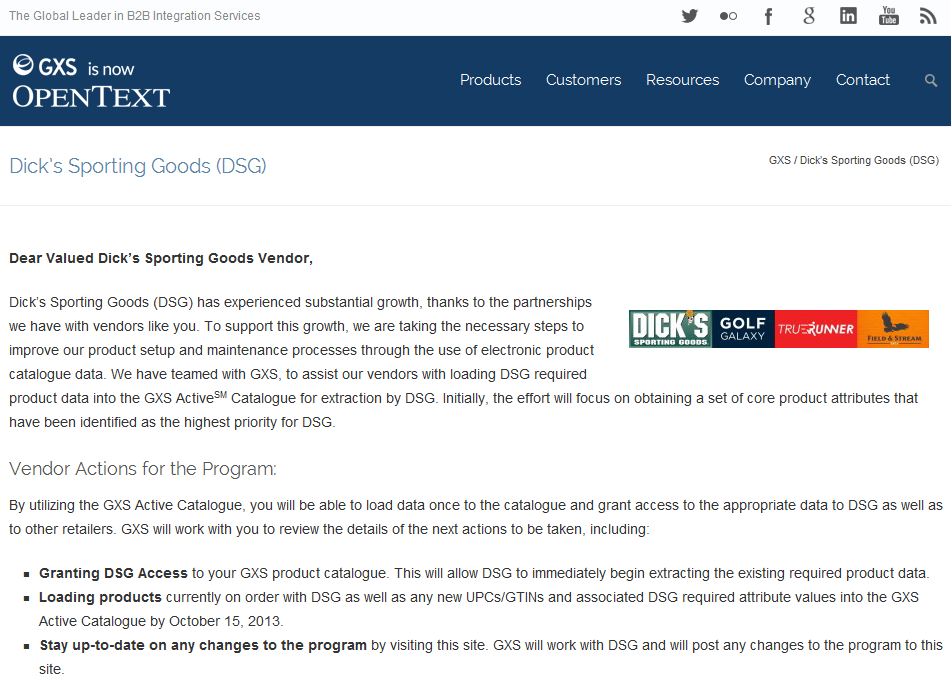 The Global Leader in B2B Integration Services
You
Tube
GXS is now
OPENTEXT
Products Customers Resources Company Contact
Dick’s Sporting Goods (DSG)
GXS / Dick’s Sporting Goods (DSG)
Dear Valued Dick’s Sporting Goods Vendor,
Dick’s Sporting Goods (DSG) has experienced substantial growth, thanks to the partnerships
we have with vendors like you. To support this growth, we are taking the necessary steps to
improve our product setup and maintenance processes through the use of electronic product
catalogue data. We have teamed with GXS, to assist our vendors with loading DSG required
product data into the GXS Active℠ Catalogue for extraction by DSG. Initially, the effort will focus on obtaining a set of core product attributes that
have been identified as the highest priority for DSG.
DICK'S
SPORTING GOODS
GOLF
GALAXY
TRUE RUNNER
FIELD & STREAM
Vendor Actions for the Program:
By utilizing the GXS Active Catalogue, you will be able to load data once to the catalogue and grant access to the appropriate data to DSG as well as
to other retailers. GXS will work with you to review the details of the next actions to be taken, including:
Granting DSG Access to your GXS product catalogue. This will allow DSG to immediately begin extracting the existing required product data.
Loading products currently on order with DSG as well as any new UPCs/GTINs and associated DSG required attribute values into the GXS
Active Catalogue by October 15, 2013.
Stay up-to-date on any changes to the program by visiting this site. GXS will work with DSG and will post any changes to the program to this
site.